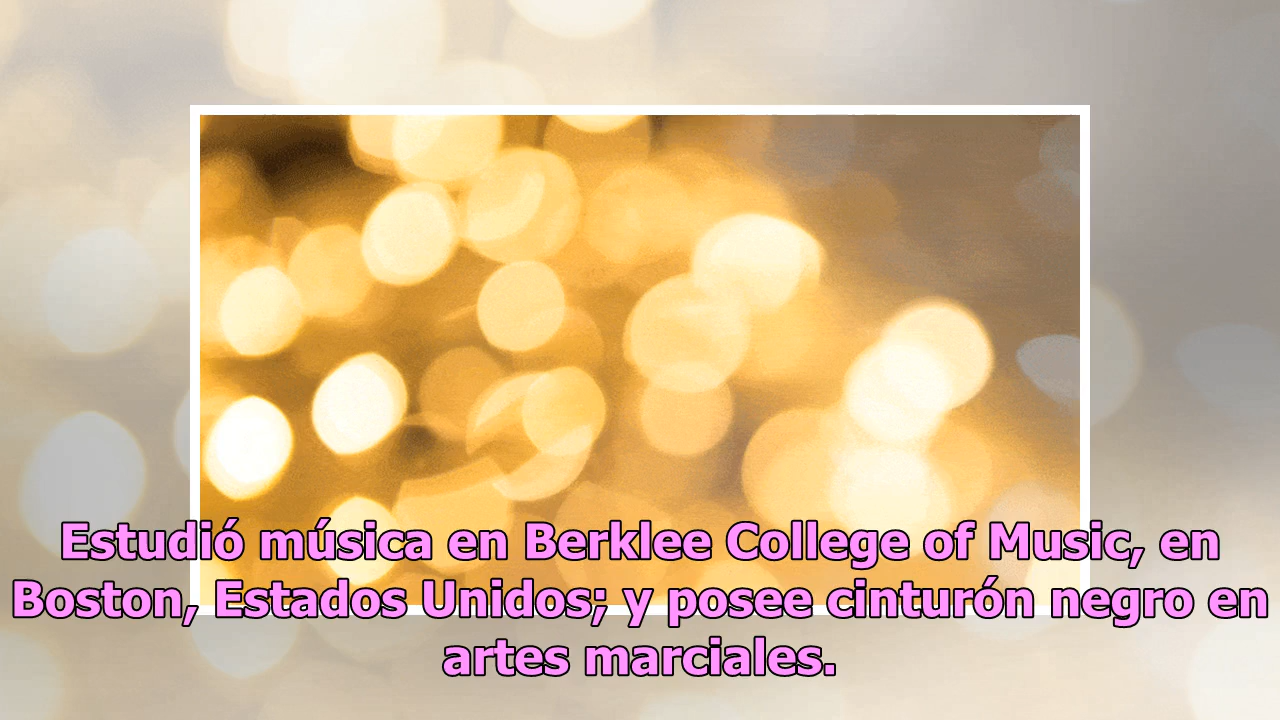 Estudió música en Berklee College of Music, en
Boston, Estados Unidos; y posee cinturón negro en
artes marciales.